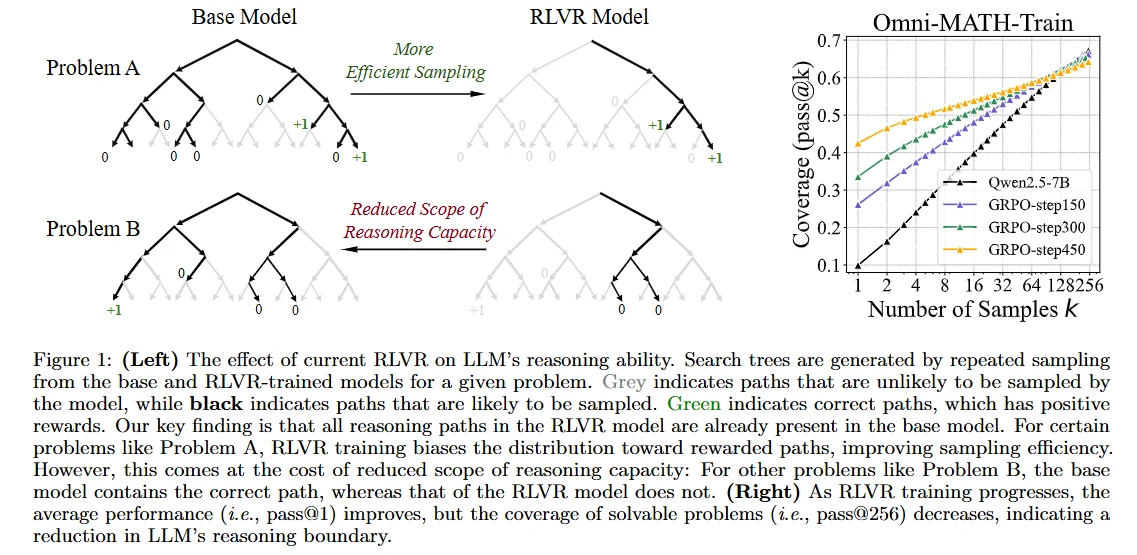 Base Model
RLVR Model
Problem A
More
Efficient Sampling
0
0
0
0
0
+1
0
+1
0
0
0
0
+1
0
+1
Problem B
Reduced Scope of
Reasoning Capacity
0
+1
0
0
0
+1
0
0
Omni-MATH-Train
Coverage (pass@k)
0.7
0.6
0.5
0.4
0.3
0.2
0.1
Qwen2.5-7B
GRPO-step150
GRPO-step300
GRPO-step450
1 2 4 8 16 32 64 128 256
Number of Samples k
Figure 1: (Left) The effect of current RLVR on LLM's reasoning ability. Search trees are generated by repeated sampling
from the base and RLVR-trained models for a given problem. Grey indicates paths that are unlikely to be sampled by
the model, while black indicates paths that are likely to be sampled. Green indicates correct paths, which has positive
rewards. Our key finding is that all reasoning paths in the RLVR model are already present in the base model. For certain
problems like Problem A, RLVR training biases the distribution toward rewarded paths, improving sampling efficiency.
However, this comes at the cost of reduced scope of reasoning capacity: For other problems like Problem B, the base
model contains the correct path, whereas that of the RLVR model does not. (Right) As RLVR training progresses, the
average performance (i.e., pass@1) improves, but the coverage of solvable problems (i.e., pass@256) decreases, indicating a
reduction in LLM's reasoning boundary.